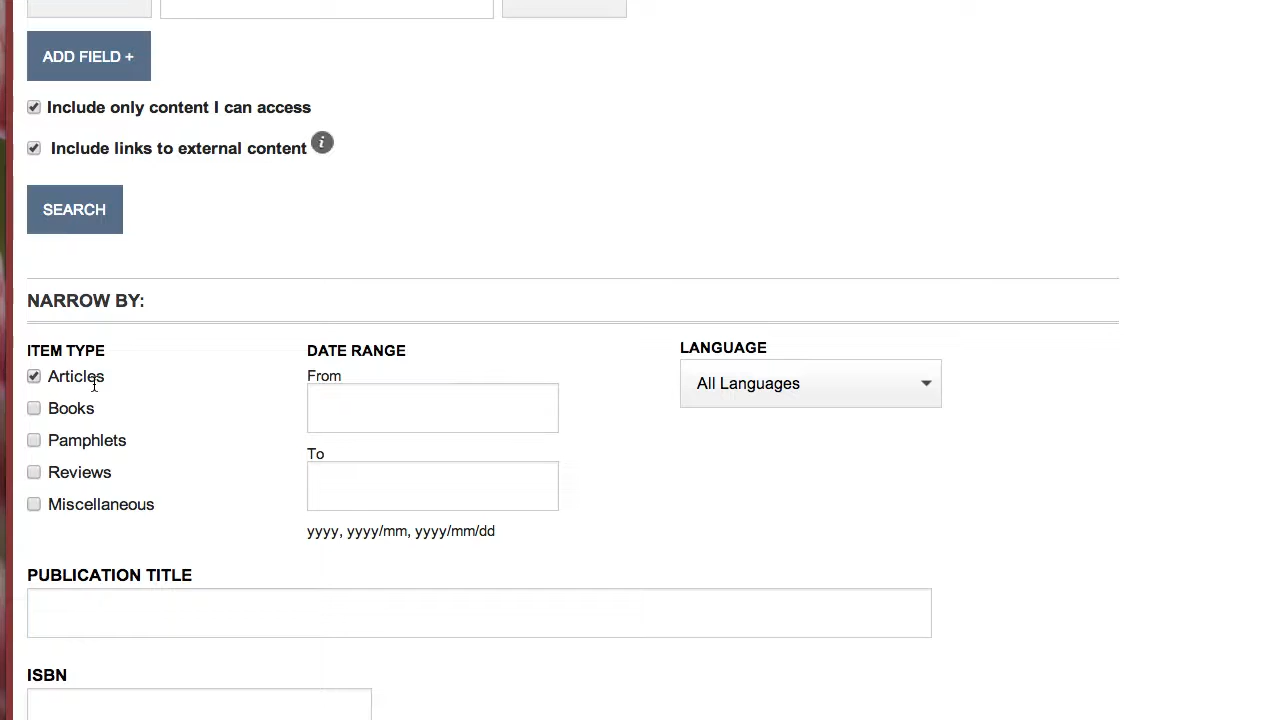 ADD FIELD +
Include only content I can access
Include links to external content i
SEARCH
NARROW BY:
ITEM TYPE
Articles
Books
Pamphlets
Reviews
Miscellaneous
DATE RANGE
From
To
yyyy, yyyy/mm, yyyy/mm/dd
LANGUAGE
All Languages
PUBLICATION TITLE
ISBN